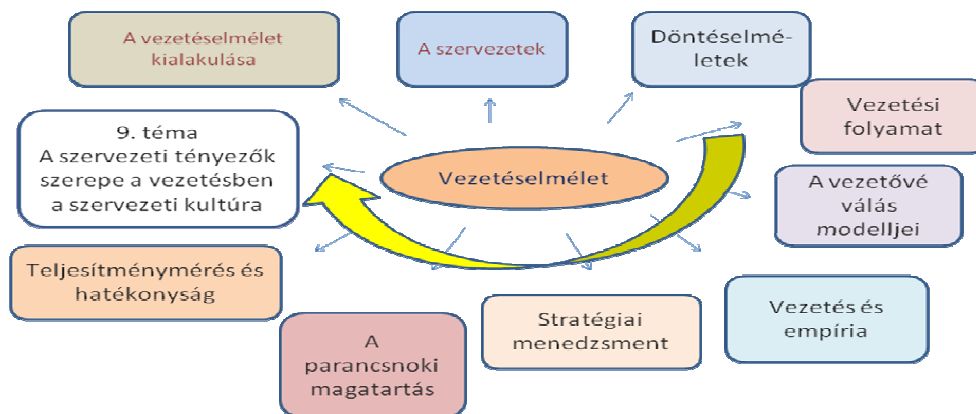 A vezetéselmélet
kialakulása
A szervezetek
Döntéselmé-
letek
Vezetési
folyamat
9. téma
A szervezeti tényezők
szerepe a vezetésben
a szervezeti kultúra
Vezetéselmélet
A vezetővé
válás
modelljei
Teljesítménymérés és
hatékonyság
A
parancsnoki
magatartás
Stratégiai
menedzsment
Vezetés és
empíria